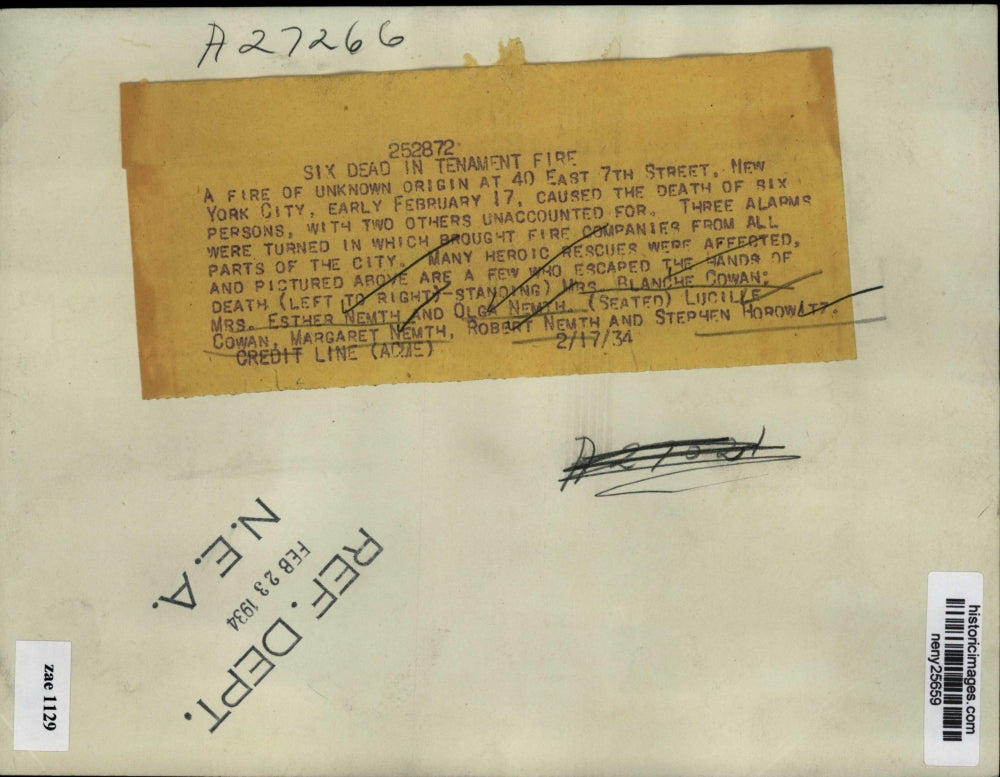 A27266
252872
SIX DEAD IN TENAMENT FIRE
A FIRE OF UNKNOWN ORIGIN AT 40 EAST 7TH STREET, NEW
YORK CITY, EARLY FEBRUARY 17, CAUSED THE DEATH OF SIX
PERSONS, WITH TWO OTHERS UNACCOUNTED FOR. THREE ALARMS
WERE TURNED IN WHICH BROUGHT FIRE COMPANIES FROM ALL
PARTS OF THE CITY. MANY HEROIC RESCUES WERE AFFECTED,
AND PICTURED ABOVE ARE A FEW WHO ESCAPED THE HANDS OF
DEATH (LEFT TO RIGHT)-STANDING) MRS. BLANCHE COWAN;
MRS. ESTHER NEMTH AND OLGA NEMTH. (SEATED) LUCILLE
COWAN, MARGARET NEMTH, ROBERT NEMTH AND STEPHEN HOROWITZ.
CREDIT LINE (ACME) 2/17/34
N.E.A.
FEB 23 1934
REF. DEPT.
zae 1129
historicimages.com
neny25659